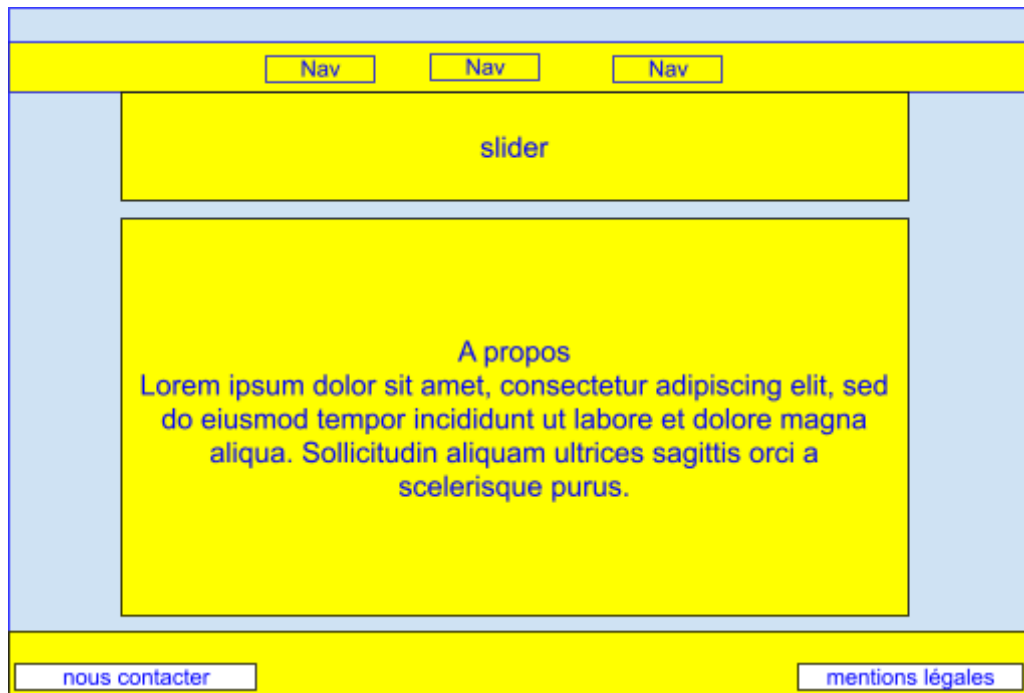 Nav Nav Nav
slider
A propos
Lorem ipsum dolor sit amet, consectetur adipiscing elit, sed
do eiusmod tempor incididunt ut labore et dolore magna
aliqua. Sollicitudin aliquam ultrices sagittis orci a
scelerisque purus.
nous contacter mentions légales